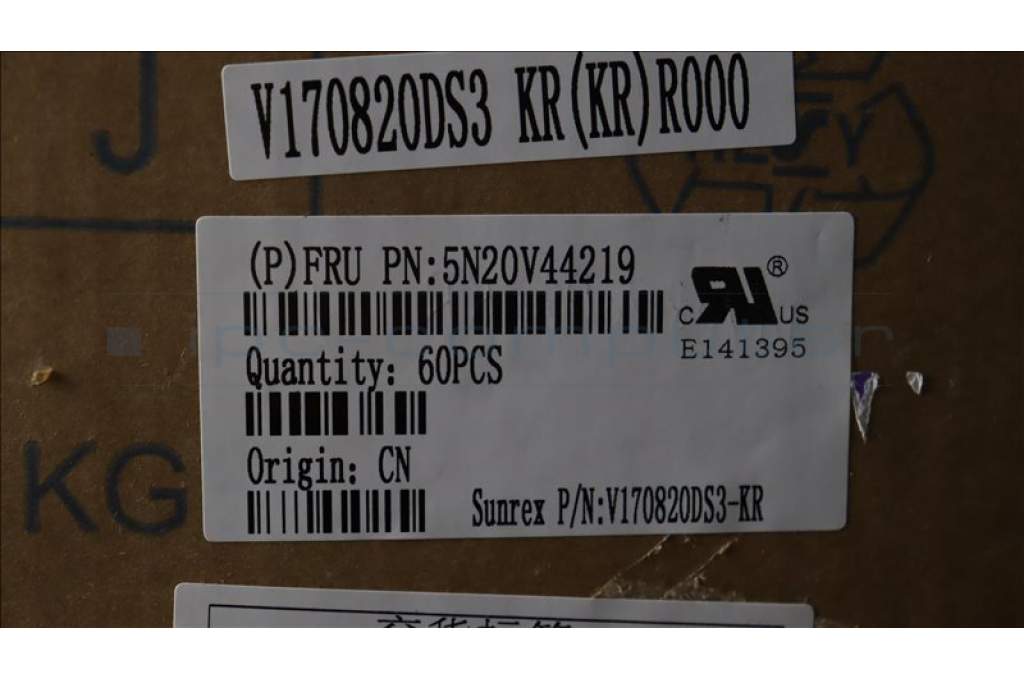 J
V170820DS3 KR(KR)R000
(P)FRU PN:5N20V44219
C US ®
E141395
Quantity: 60PCS
Origin: CN
KG
Sunrex P/N:V170820DS3-KR